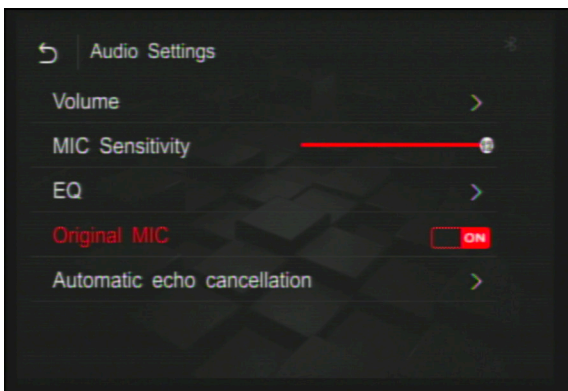 Audio Settings
Volume
MIC Sensitivity
EQ
Original MIC ON
Automatic echo cancellation